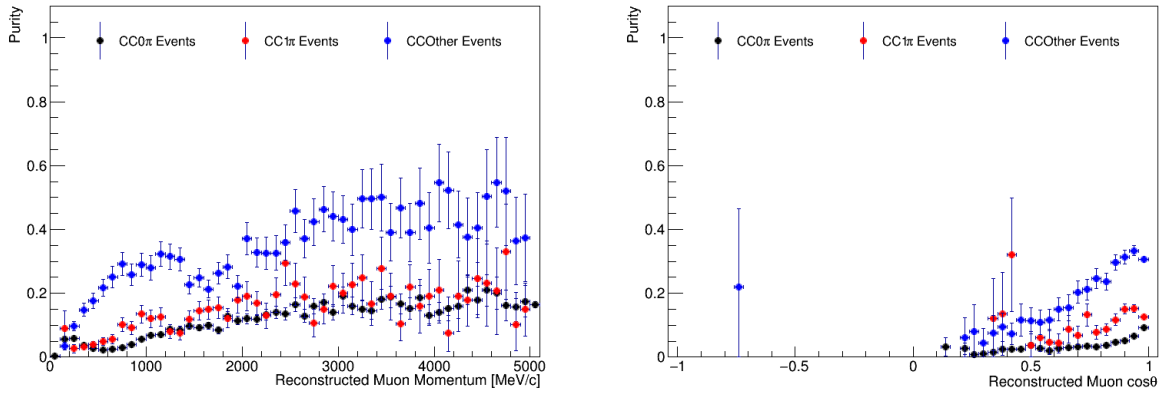 Purity
1
0.8
0.6
0.4
0.2
0
CC0π Events
CC1π Events
CCOther Events
0
1000
2000
3000
4000
5000
Reconstructed Muon Momentum [MeV/c]
Purity
1
0.8
0.6
0.4
0.2
0
CC0π Events
CC1π Events
CCOther Events
−1
−0.5
0
0.5
1
Reconstructed Muon cosθ